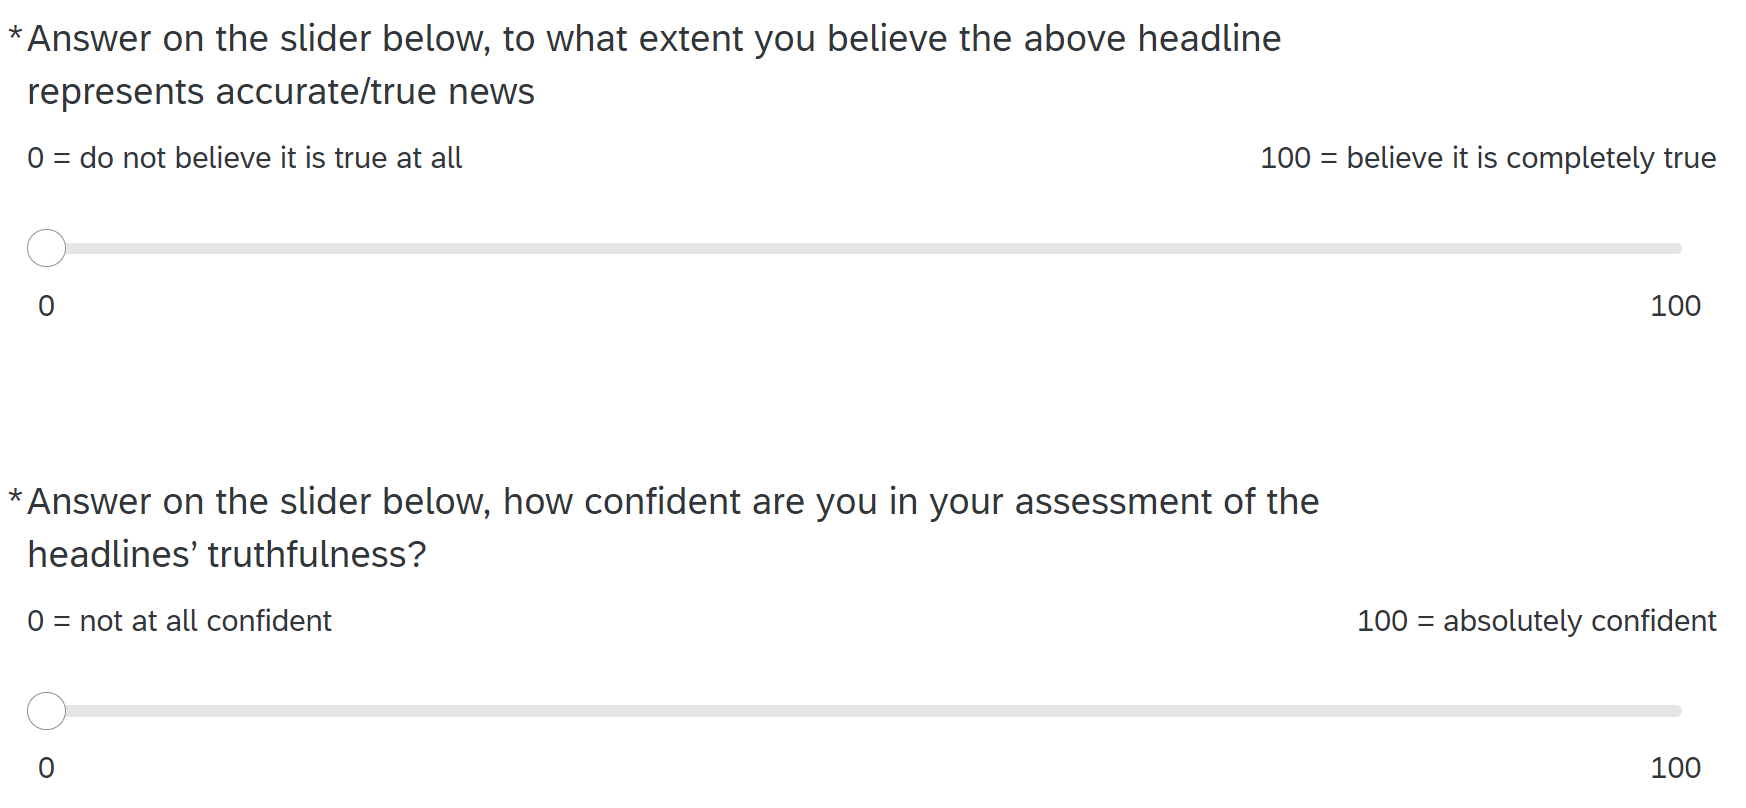 *Answer on the slider below, to what extent you believe the above headline
represents accurate/true news
0 = do not believe it is true at all 100 = believe it is completely true
0 100
*Answer on the slider below, how confident are you in your assessment of the
headlines’ truthfulness?
0 = not at all confident 100 = absolutely confident
0 100